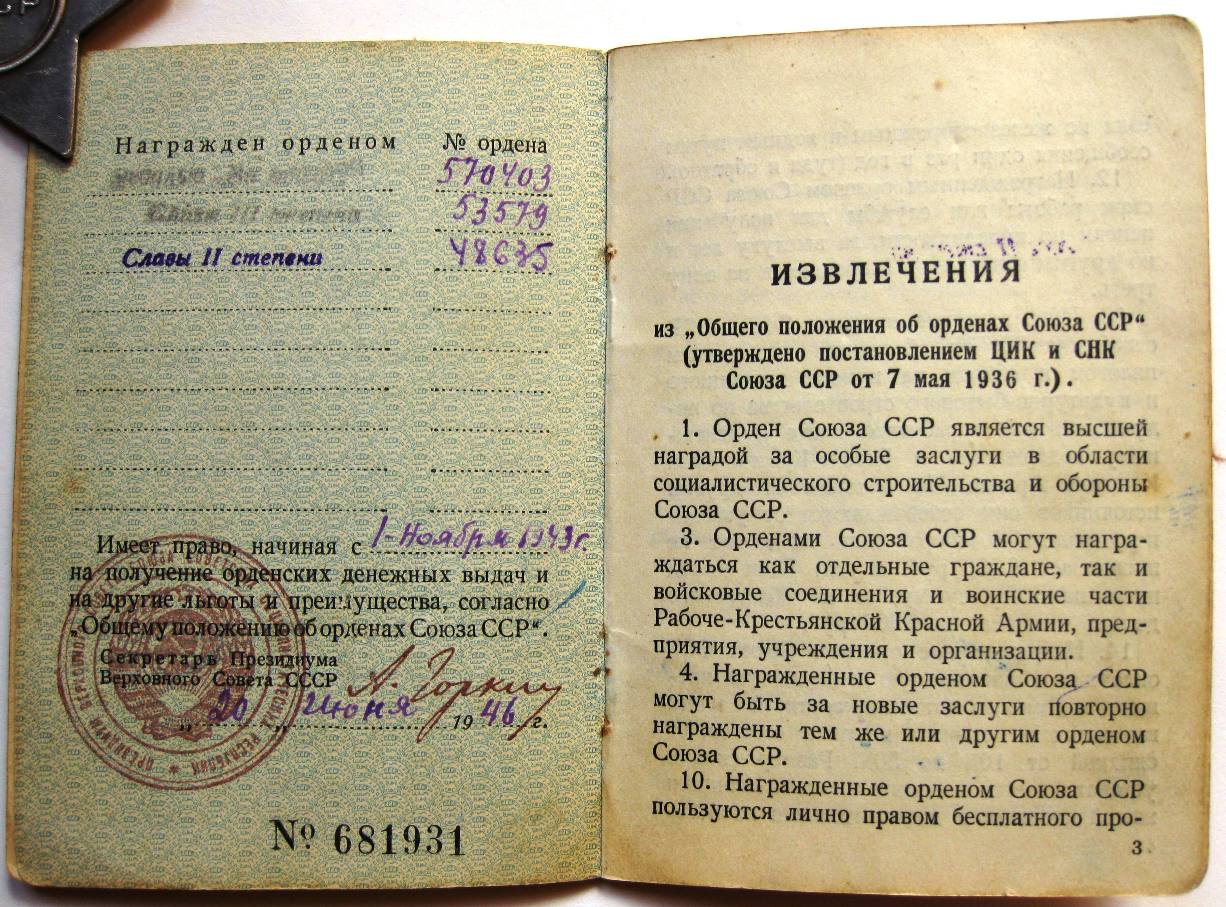 СР
Награжден орденом № ордена
570403
Славы III степени 53579
Славы II степени 48635
Имеет право, начиная с 1-Ноября 1943 г.
на получение орденских денежных выдач и
на другие льготы и преимущества, согласно
„Общему положению об орденах Союза ССР“.
Секретарь Президиума
Верховного Совета СССР А. Горкин
„20„ Июня 1946 г.
№ 681931
ИЗВЛЕЧЕНИЯ
из „Общего положения об орденах Союза ССР“
(утверждено постановлением ЦИК и СНК
Союза ССР от 7 мая 1936 г.).
1. Орден Союза ССР является высшей
наградой за особые заслуги в области
социалистического строительства и обороны
Союза ССР.
3. Орденами Союза ССР могут награ-
ждаться как отдельные граждане, так и
войсковые соединения и воинские части
Рабоче-Крестьянской Красной Армии, пред-
приятия, учреждения и организации.
4. Награжденные орденом Союза ССР
могут быть за новые заслуги повторно
награждены тем же или другим орденом
Союза ССР.
10. Награжденные орденом Союза ССР
пользуются лично правом бесплатного про-
3